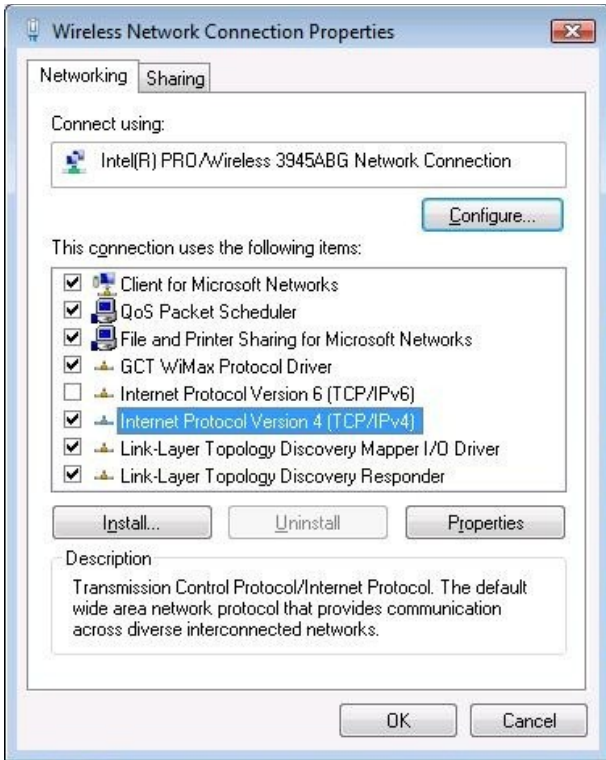 Wireless Network Connection Properties
Networking
Sharing
Connect using:
Intel(R) PRO/Wireless 3945ABG Network Connection
Configure...
This connection uses the following items:
Client for Microsoft Networks
QoS Packet Scheduler
File and Printer Sharing for Microsoft Networks
GCT WiMax Protocol Driver
Internet Protocol Version 6 (TCP/IPv6)
Internet Protocol Version 4 (TCP/IPv4)
Link-Layer Topology Discovery Mapper I/O Driver
Link-Layer Topology Discovery Responder
Install...
Uninstall
Properties
Description
Transmission Control Protocol/Internet Protocol. The default
wide area network protocol that provides communication
across diverse interconnected networks.
OK
Cancel